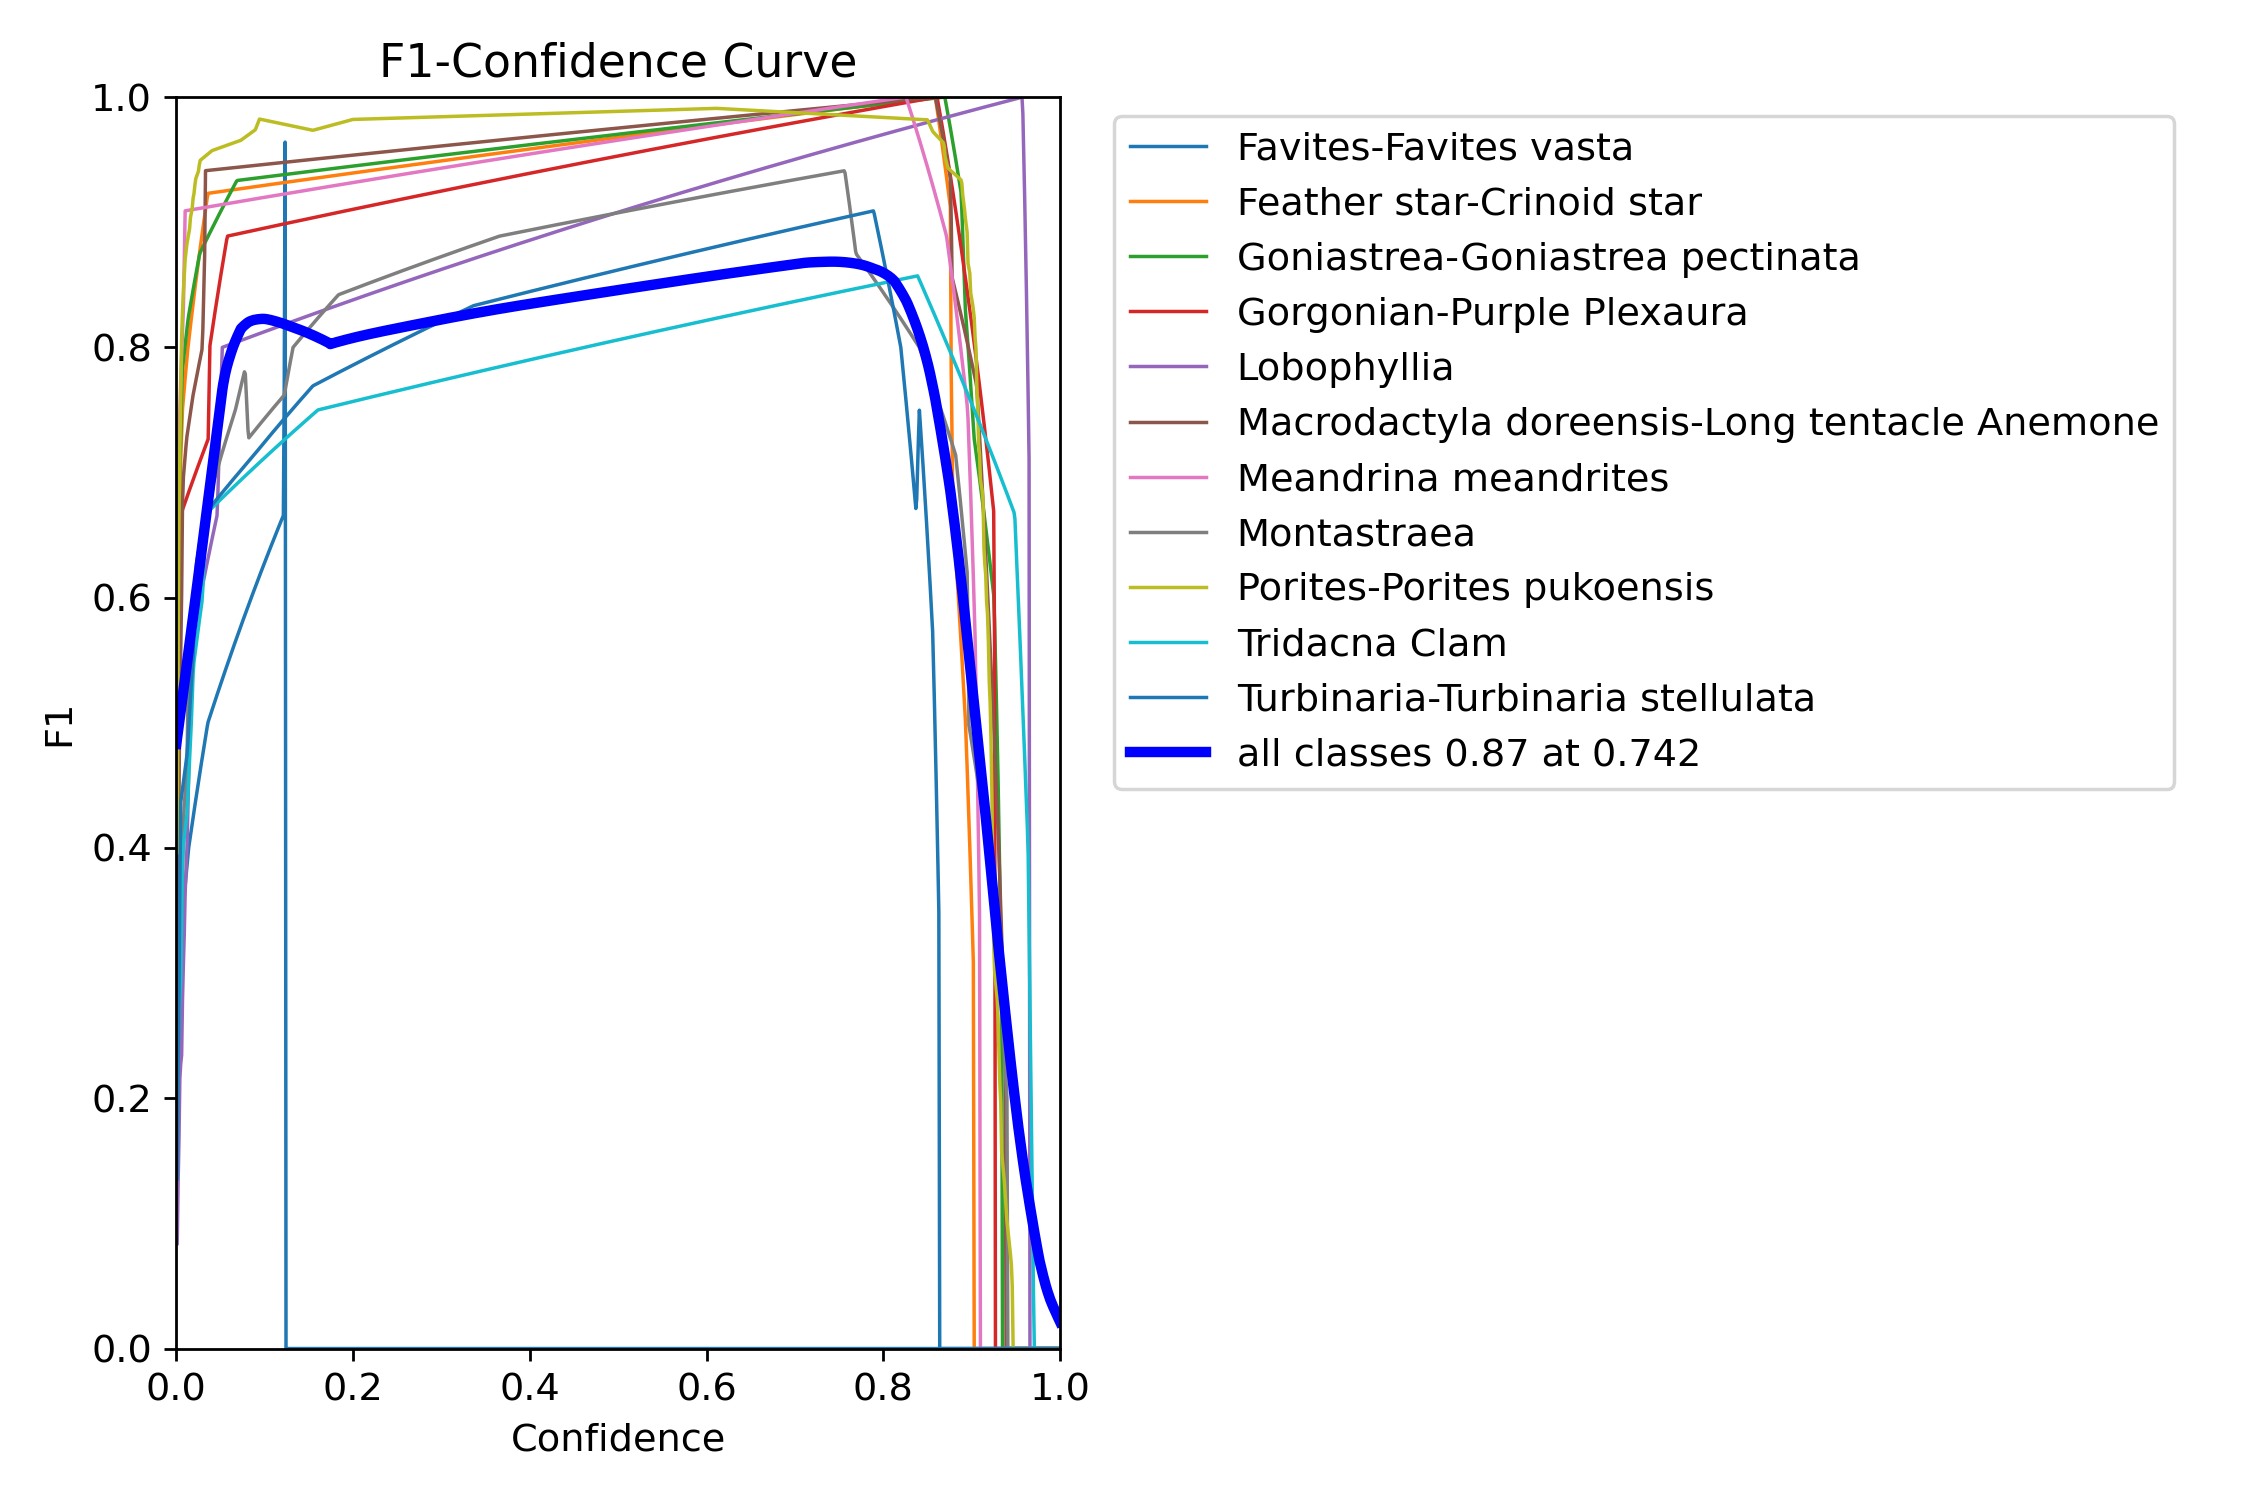 F1-Confidence Curve
1.0
0.8
0.6
0.4
0.2
0.0
F1
0.0 0.2 0.4 0.6 0.8 1.0
Confidence
Favites-Favites vasta
Feather star-Crinoid star
Goniastrea-Goniastrea pectinata
Gorgonian-Purple Plexaura
Lobophyllia
Macrodactyla doreensis-Long tentacle Anemone
Meandrina meandrites
Montastraea
Porites-Porites pukoensis
Tridacna Clam
Turbinaria-Turbinaria stellulata
all classes 0.87 at 0.742